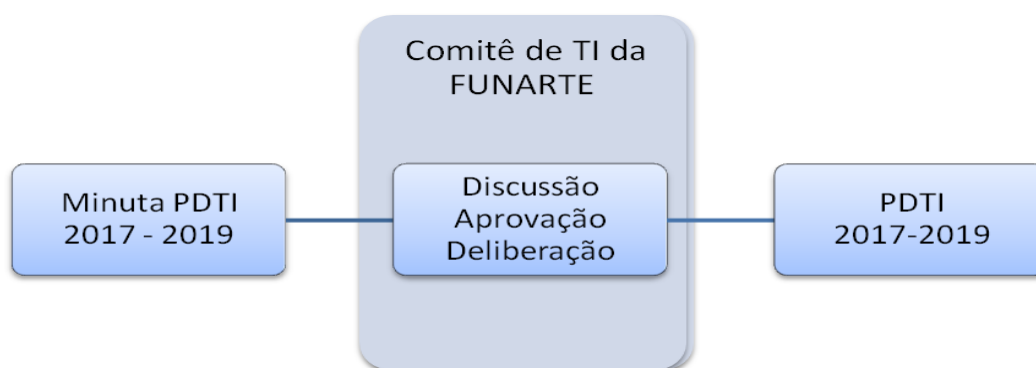 Comitê de TI da
FUNARTE
Minuta PDTI
2017 - 2019
Discussão
Aprovação
Deliberação
PDTI
2017-2019